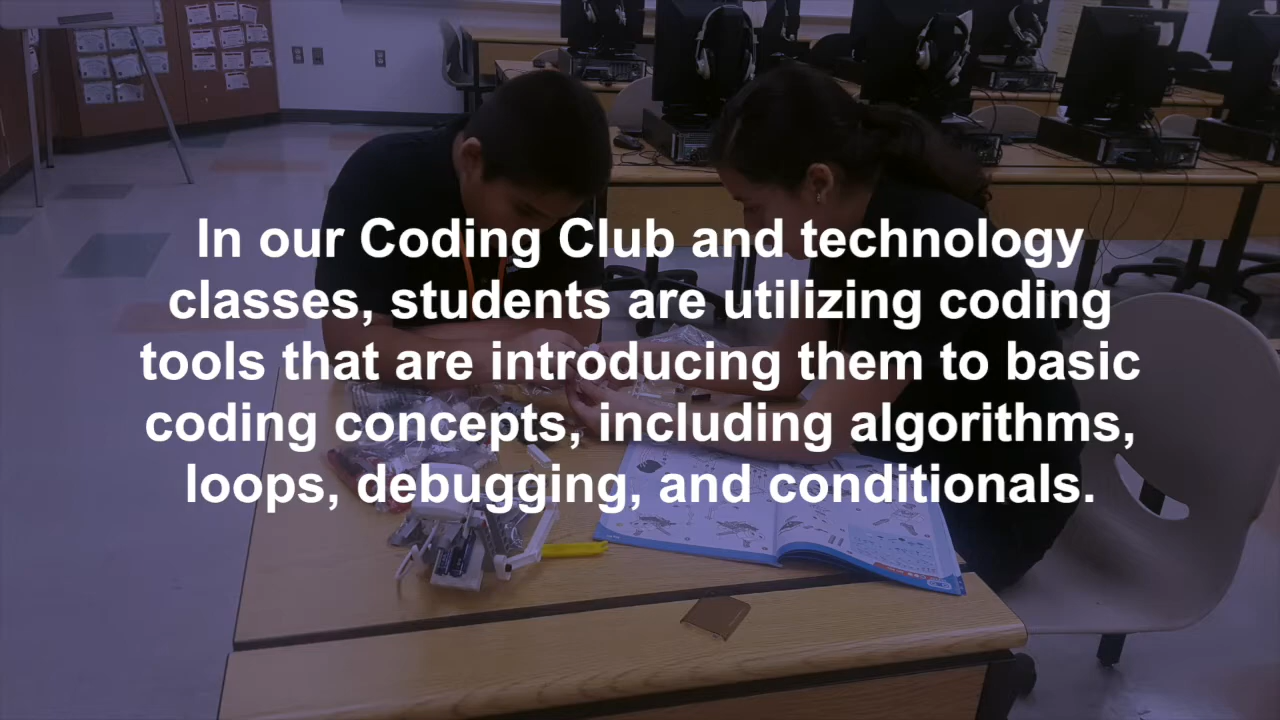 In our Coding Club and technology
classes, students are utilizing coding
tools that are introducing them to basic
coding concepts, including algorithms,
loops, debugging, and conditionals.